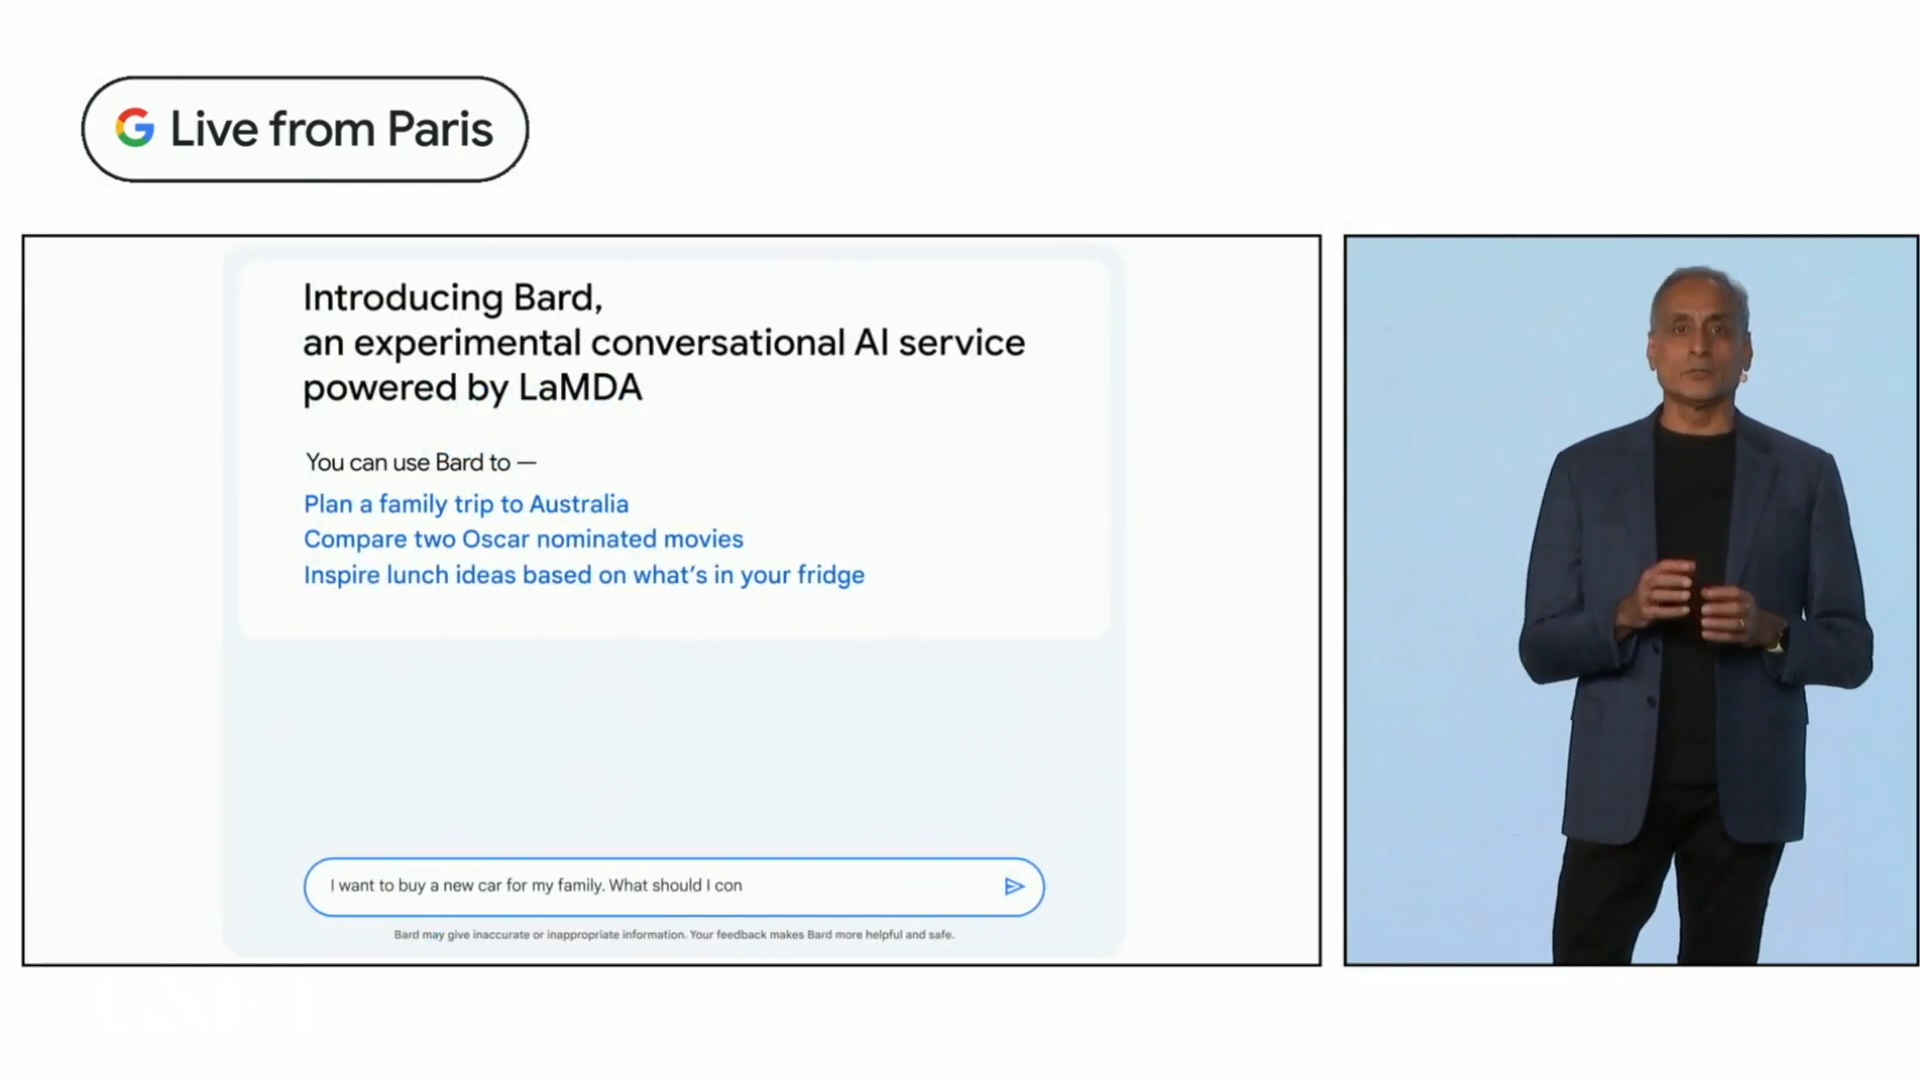 Live from Paris
Introducing Bard,
an experimental conversational AI service
powered by LaMDA
You can use Bard to —
Plan a family trip to Australia
Compare two Oscar nominated movies
Inspire lunch ideas based on what's in your fridge
I want to buy a new car for my family. What should I con
Bard may give inaccurate or inappropriate information. Your feedback makes Bard more helpful and safe.